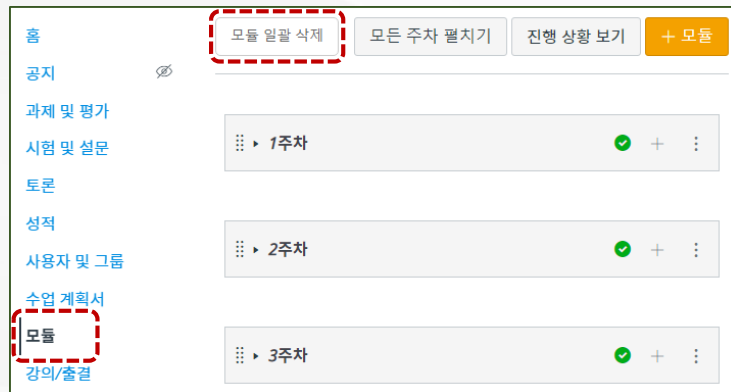 홈
공지
과제 및 평가
시험 및 설문
토론
성적
사용자 및 그룹
수업 계획서
모듈
강의/출결
모듈 일괄 삭제 모든 주차 펼치기 진행 상황 보기 + 모듈
1주차
2주차
3주차